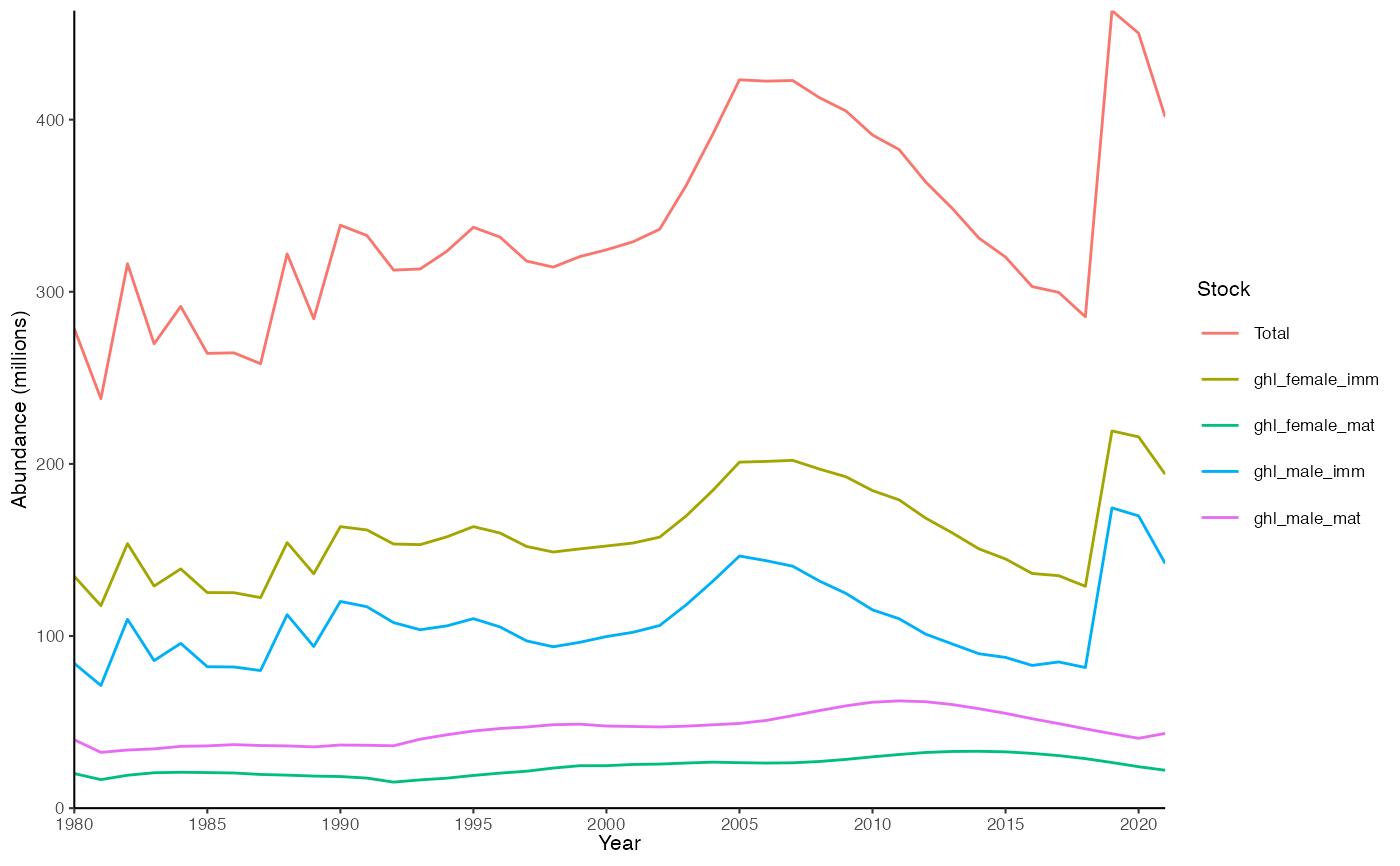 Abundance (millions)
400
300
200
100
0
1980 1985 1990 1995 2000 2005 2010 2015 2020
Year
Stock
Total
ghl_female_imm
ghl_female_mat
ghl_male_imm
ghl_male_mat